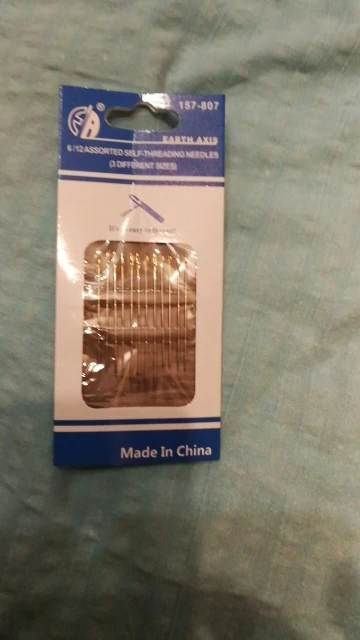 ® 157-807
EARTH AXIS
6/12 ASSORTED SELF-THREADING NEEDLES
(3 DIFFERENT SIZES)
Made In China